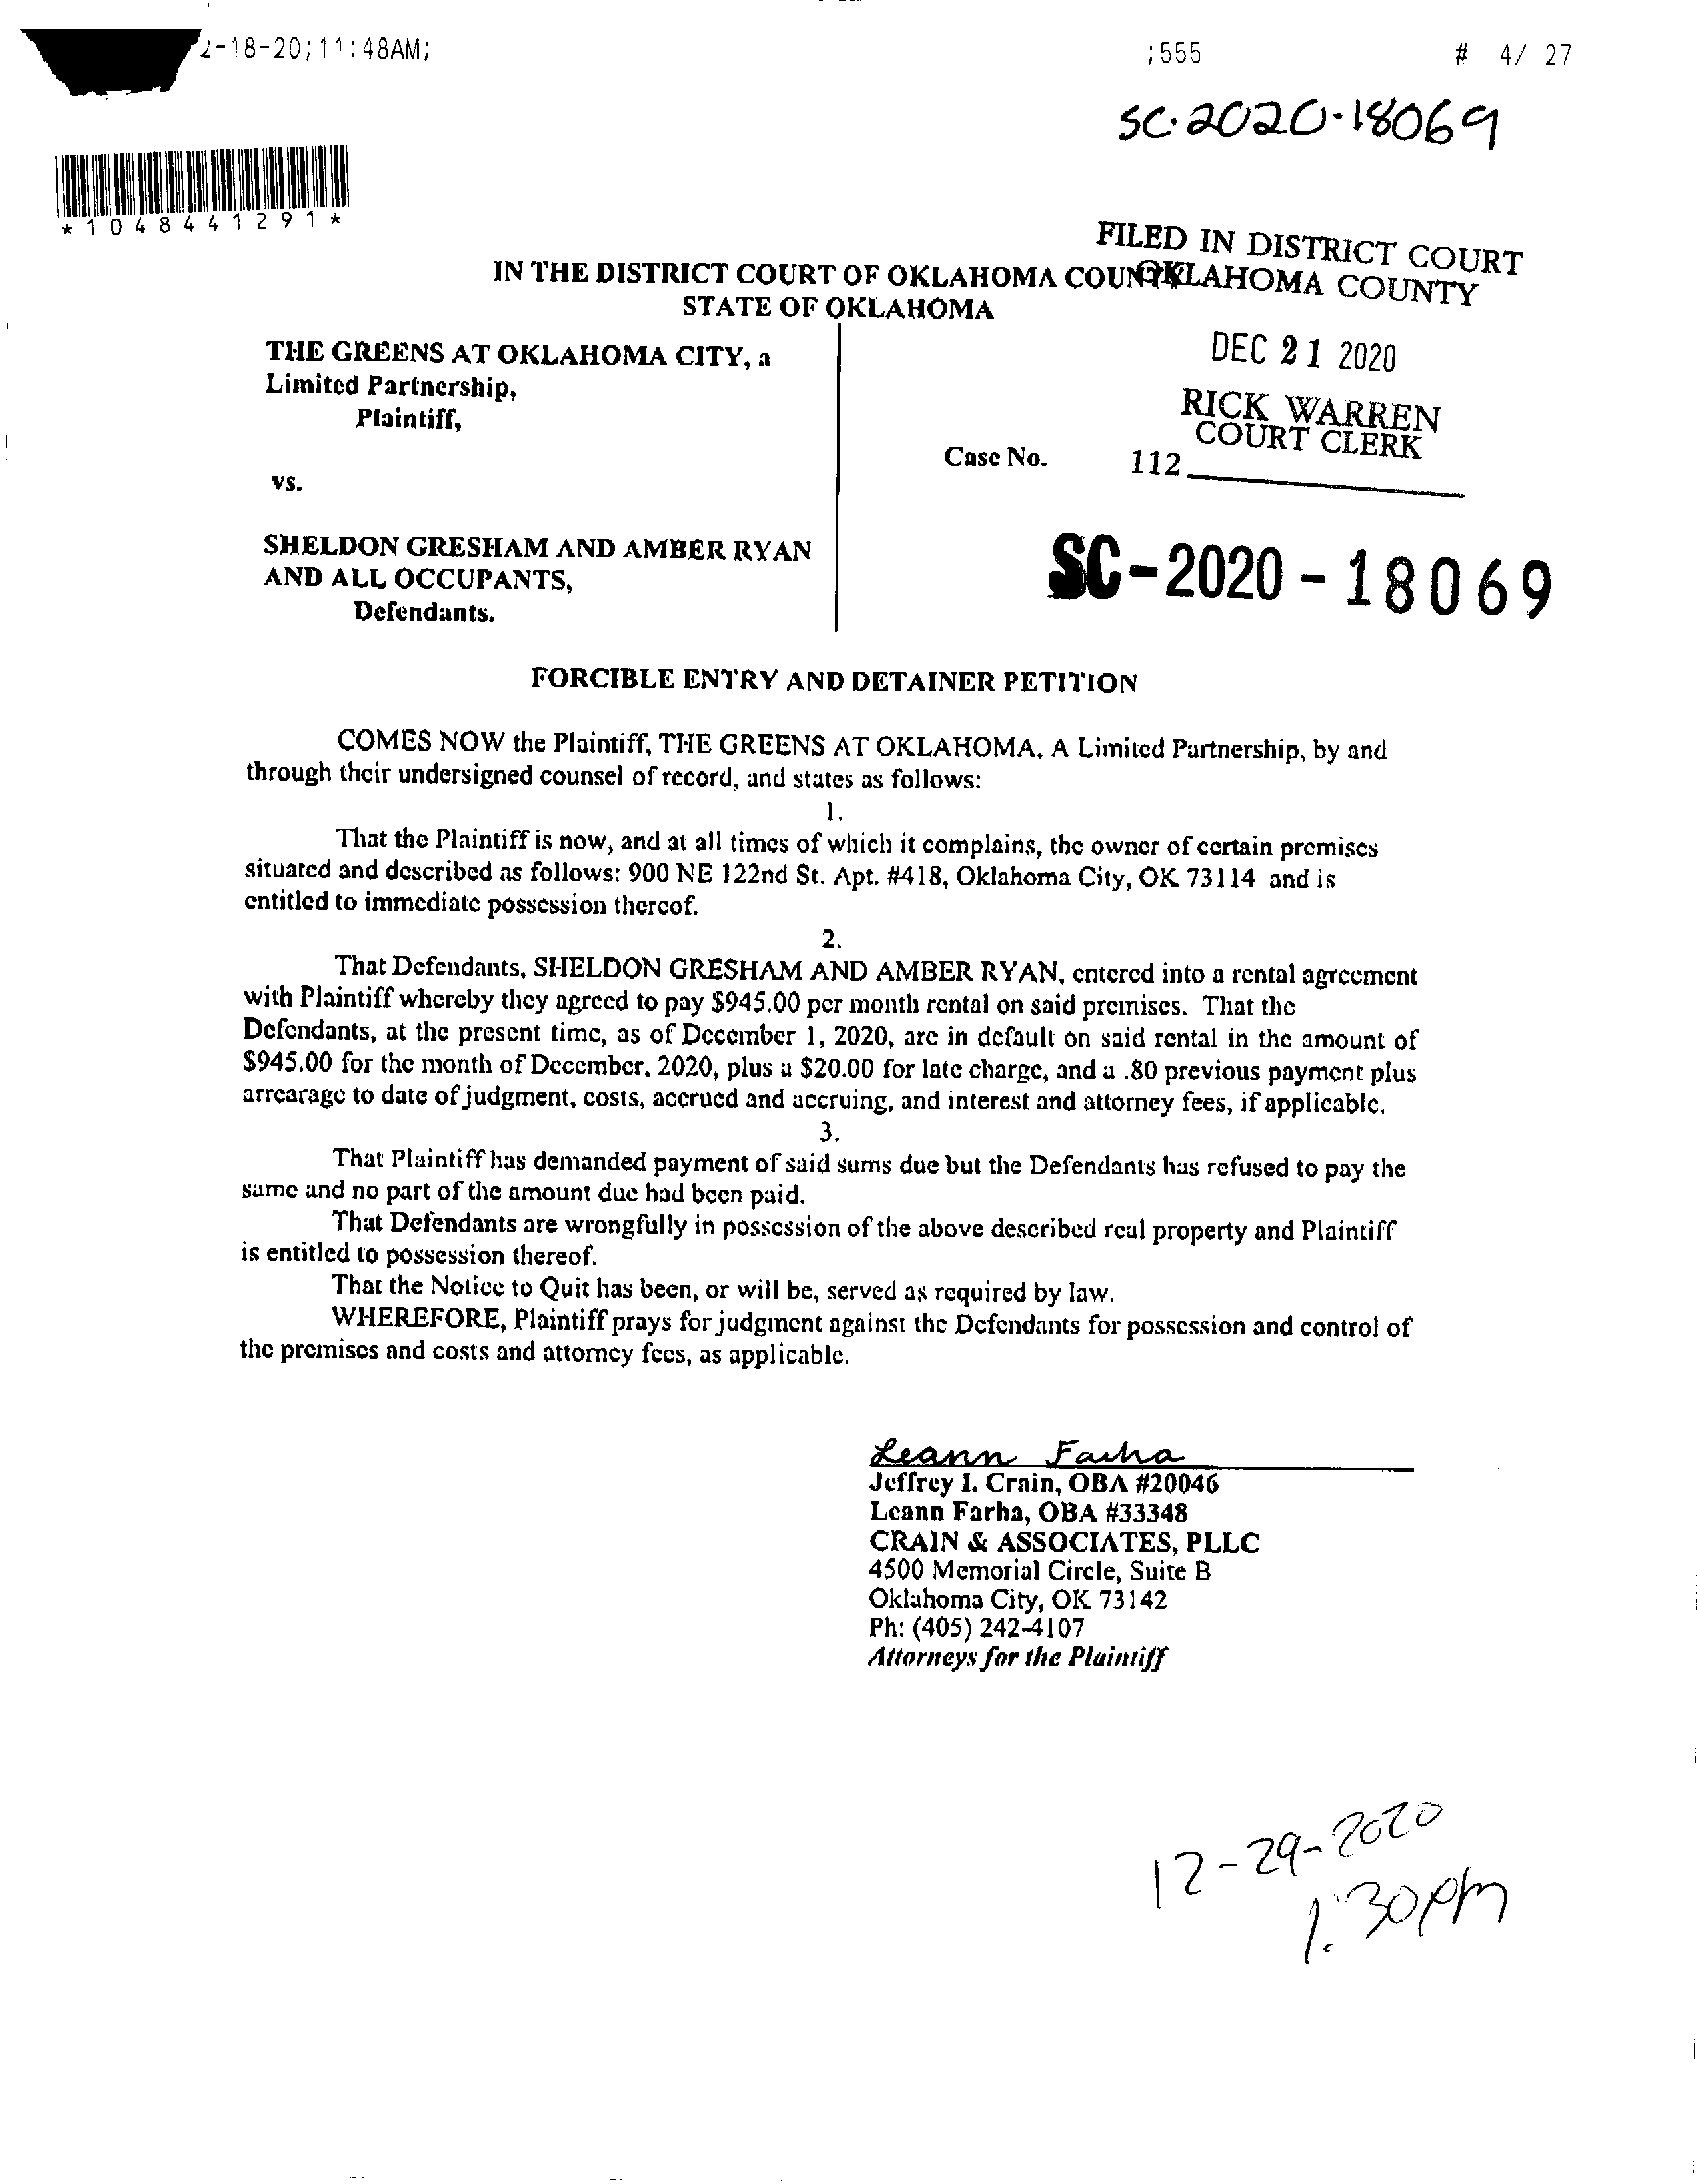 2-18-20;11:48AM;
;555
# 4/ 27
SC-2020-18069
*1048441291*
FILED IN DISTRICT COURT
OKLAHOMA COUNTY
IN THE DISTRICT COURT OF OKLAHOMA COUNTY
STATE OF OKLAHOMA
DEC 21 2020
RICK WARREN
COURT CLERK
112
THE GREENS AT OKLAHOMA CITY, a
Limited Partnership,
Plaintiff,
Case No.
vs.
SHELDON GRESHAM AND AMBER RYAN
AND ALL OCCUPANTS,
Defendants.
SC-2020-18069
FORCIBLE ENTRY AND DETAINER PETITION
COMES NOW the Plaintiff, THE GREENS AT OKLAHOMA, A Limited Partnership, by and
through their undersigned counsel of record, and states as follows:
1.
That the Plaintiff is now, and at all times of which it complains, the owner of certain premises
situated and described as follows: 900 NE 122nd St. Apt. #418, Oklahoma City, OK 73114 and is
entitled to immediate possession thereof.
2.
That Defendants, SHELDON GRESHAM AND AMBER RYAN, entered into a rental agreement
with Plaintiff whereby they agreed to pay $945.00 per month rental on said premises. That the
Defendants, at the present time, as of December 1, 2020, are in default on said rental in the amount of
$945.00 for the month of December, 2020, plus a $20.00 for late charge, and a .80 previous payment plus
arrearage to date of judgment, costs, accrued and accruing, and interest and attorney fees, if applicable.
3.
That Plaintiff has demanded payment of said sums due but the Defendants has refused to pay the
same and no part of the amount due had been paid.
That Defendants are wrongfully in possession of the above described real property and Plaintiff
is entitled to possession thereof.
That the Notice to Quit has been, or will be, served as required by law.
WHEREFORE, Plaintiff prays for judgment against the Defendants for possession and control of
the premises and costs and attorney fees, as applicable.
Leann Farha
Jeffrey I. Crain, OBA #20046
Leann Farha, OBA #33348
CRAIN & ASSOCIATES, PLLC
4500 Memorial Circle, Suite B
Oklahoma City, OK 73142
Ph: (405) 242-4107
Attorneys for the Plaintiff
12-29-2020
1:30pm